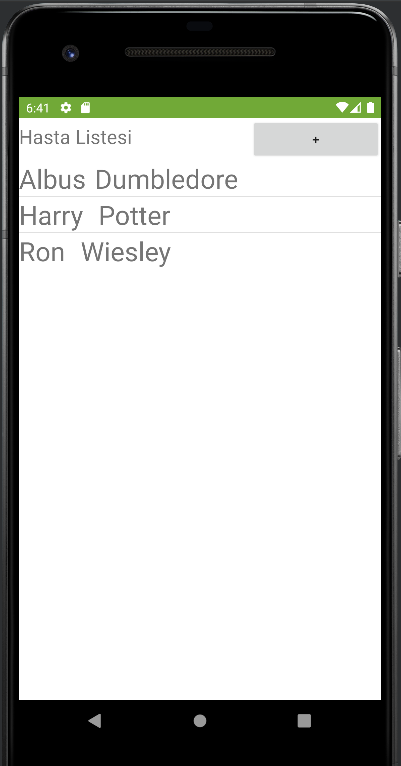 6:41
Hasta Listesi
+
Albus Dumbledore
Harry  Potter
Ron  Wiesley